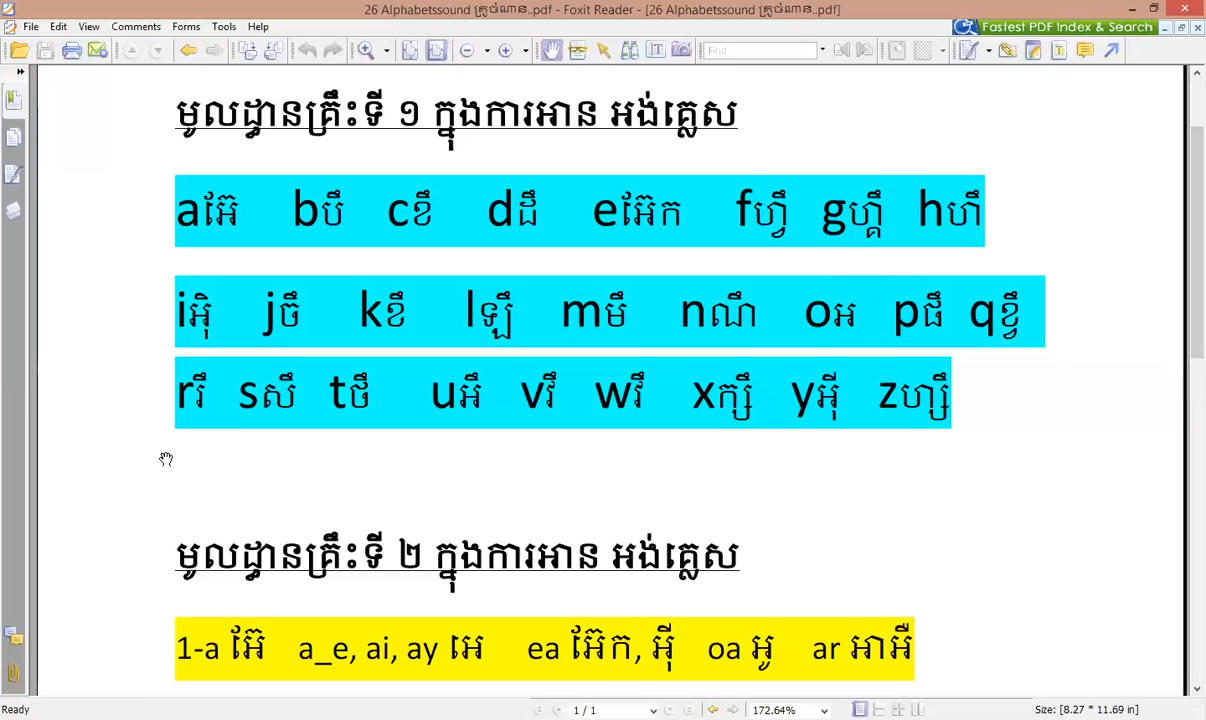 26 Alphabetssound គ្រូចំណាន..pdf - Foxit Reader - [26 Alphabetssound គ្រូចំណាន..pdf]
File Edit View Comments Forms Tools Help
Fastest PDF Index & Search
Find
មូលដ្ឋានគ្រឹះទី ១ ក្នុងការអាន អង់គ្លេស
aអ៊ែ bបឹ cខឹ dដឹ eអ៊ែក fហ្វឹ gហ្គឹ hហឹ
iអ៊ិ jចឹ kខឹ lឡឹ mមឹ nណឹ oអ pផឹ qខ្វឹ
rរឹ sសឹ tថឹ uអឹ vវឹ wវឹ xក្សឹ yអ៊ី zហ្សឹ
មូលដ្ឋានគ្រឹះទី ២ ក្នុងការអាន អង់គ្លេស
1-a អ៊ែ a_e, ai, ay អេ ea អ៊ែក, អ៊ី oa អូ ar អាអឺ
Ready 1 / 1 172.64% Size: [8.27 * 11.69 in]